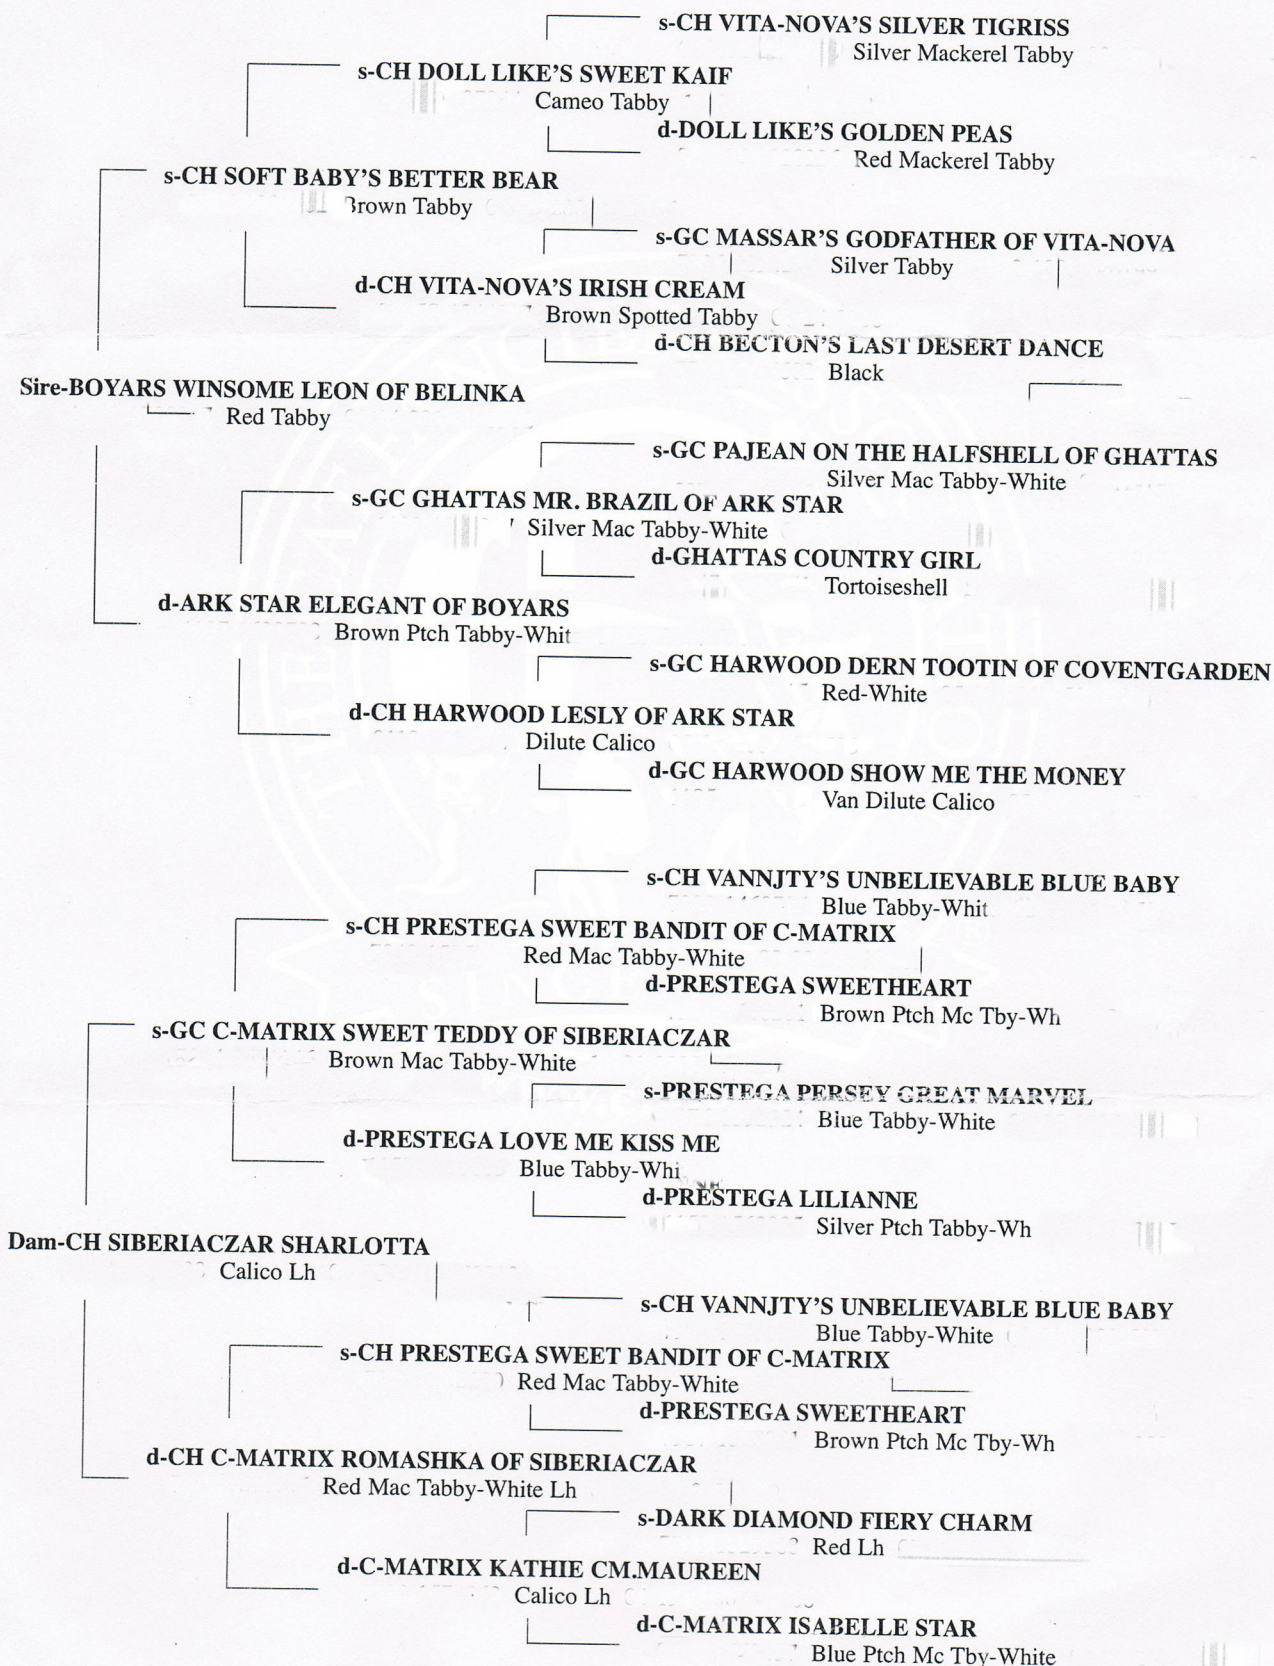 s-CH VITA-NOVA'S SILVER TIGRISS
Silver Mackerel Tabby
s-CH DOLL LIKE'S SWEET KAIF
Cameo Tabby
d-DOLL LIKE'S GOLDEN PEAS
Red Mackerel Tabby
s-CH SOFT BABY'S BETTER BEAR
Brown Tabby
s-GC MASSAR'S GODFATHER OF VITA-NOVA
Silver Tabby
d-CH VITA-NOVA'S IRISH CREAM
Brown Spotted Tabby
d-CH BECTON'S LAST DESERT DANCE
Black
Sire-BOYARS WINSOME LEON OF BELINKA
Red Tabby
s-GC PAJEAN ON THE HALFSHELL OF GHATTAS
Silver Mac Tabby-White
s-GC GHATTAS MR. BRAZIL OF ARK STAR
Silver Mac Tabby-White
d-GHATTAS COUNTRY GIRL
Tortoiseshell
d-ARK STAR ELEGANT OF BOYARS
Brown Ptch Tabby-Whit
s-GC HARWOOD DERN TOOTIN OF COVENTGARDEN
Red-White
d-CH HARWOOD LESLY OF ARK STAR
Dilute Calico
d-GC HARWOOD SHOW ME THE MONEY
Van Dilute Calico
s-CH VANNJTY'S UNBELIEVABLE BLUE BABY
Blue Tabby-Whit
s-CH PRESTEGA SWEET BANDIT OF C-MATRIX
Red Mac Tabby-White
d-PRESTEGA SWEETHEART
Brown Ptch Mc Tby-Wh
s-GC C-MATRIX SWEET TEDDY OF SIBERIACZAR
Brown Mac Tabby-White
s-PRESTEGA PERSEY GREAT MARVEL
Blue Tabby-White
d-PRESTEGA LOVE ME KISS ME
Blue Tabby-Whi
d-PRESTEGA LILIANNE
Silver Ptch Tabby-Wh
Dam-CH SIBERIACZAR SHARLOTTA
Calico Lh
s-CH VANNJTY'S UNBELIEVABLE BLUE BABY
Blue Tabby-White
s-CH PRESTEGA SWEET BANDIT OF C-MATRIX
Red Mac Tabby-White
d-PRESTEGA SWEETHEART
Brown Ptch Mc Tby-Wh
d-CH C-MATRIX ROMASHKA OF SIBERIACZAR
Red Mac Tabby-White Lh
s-DARK DIAMOND FIERY CHARM
Red Lh
d-C-MATRIX KATHIE CM.MAUREEN
Calico Lh
d-C-MATRIX ISABELLE STAR
Blue Ptch Mc Tby-White